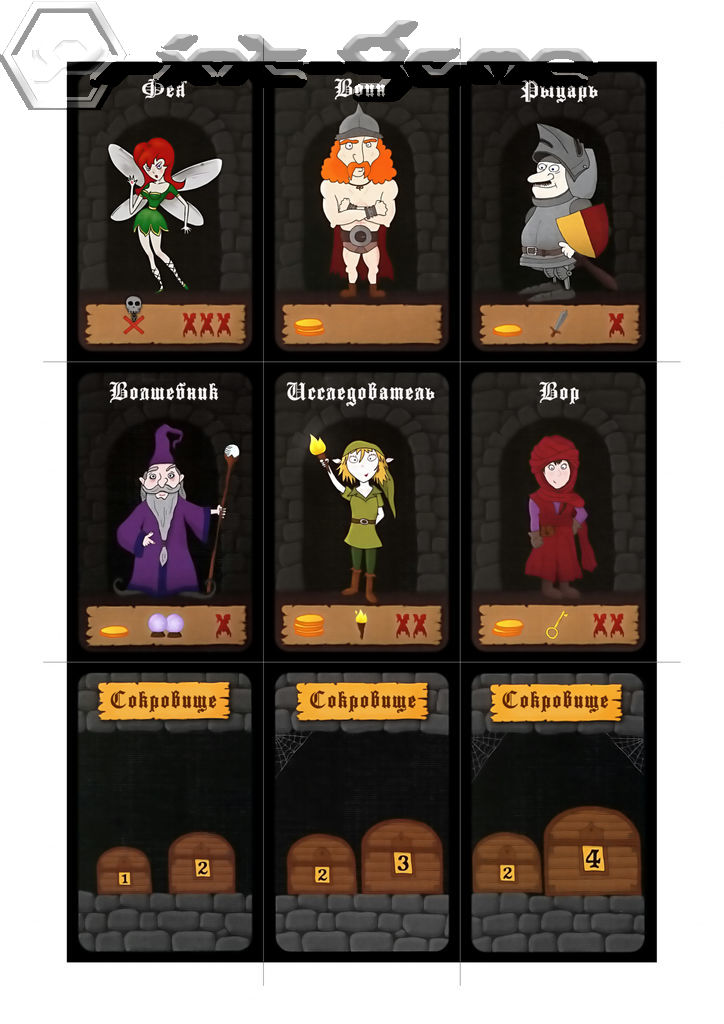 Фея
Воин
Рыцарь
Волшебник
Исследователь
Вор
Сокровище
Сокровище
Сокровище
1
2
2
3
2
4